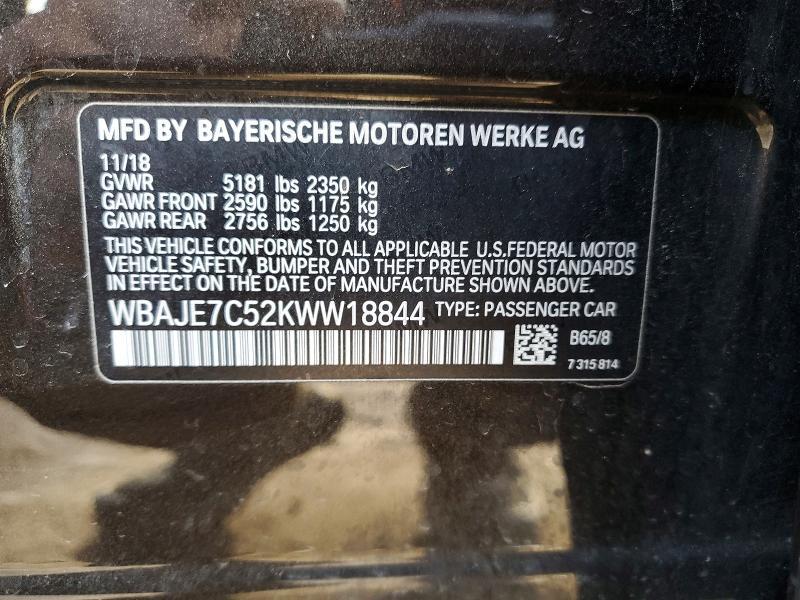 MFD BY BAYERISCHE MOTOREN WERKE AG
11/18
GVWR 5181 lbs 2350 kg
GAWR FRONT 2590 lbs 1175 kg
GAWR REAR 2756 lbs 1250 kg
THIS VEHICLE CONFORMS TO ALL APPLICABLE U.S.FEDERAL MOTOR
VEHICLE SAFETY, BUMPER AND THEFT PREVENTION STANDARDS
IN EFFECT ON THE DATE OF MANUFACTURE SHOWN ABOVE.
WBAJE7C52KWW18844 TYPE: PASSENGER CAR
B65/8
7 315 814